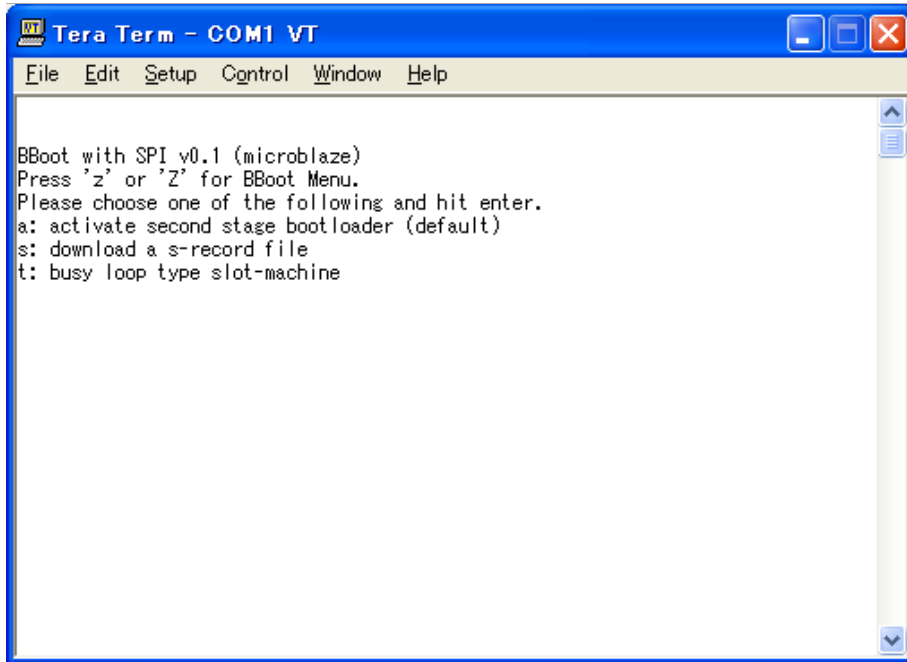 Tera Term - COM1 VT
File Edit Setup Control Window Help
BBoot with SPI v0.1 (microblaze)
Press 'z' or 'Z' for BBoot Menu.
Please choose one of the following and hit enter.
a: activate second stage bootloader (default)
s: download a s-record file
t: busy loop type slot-machine